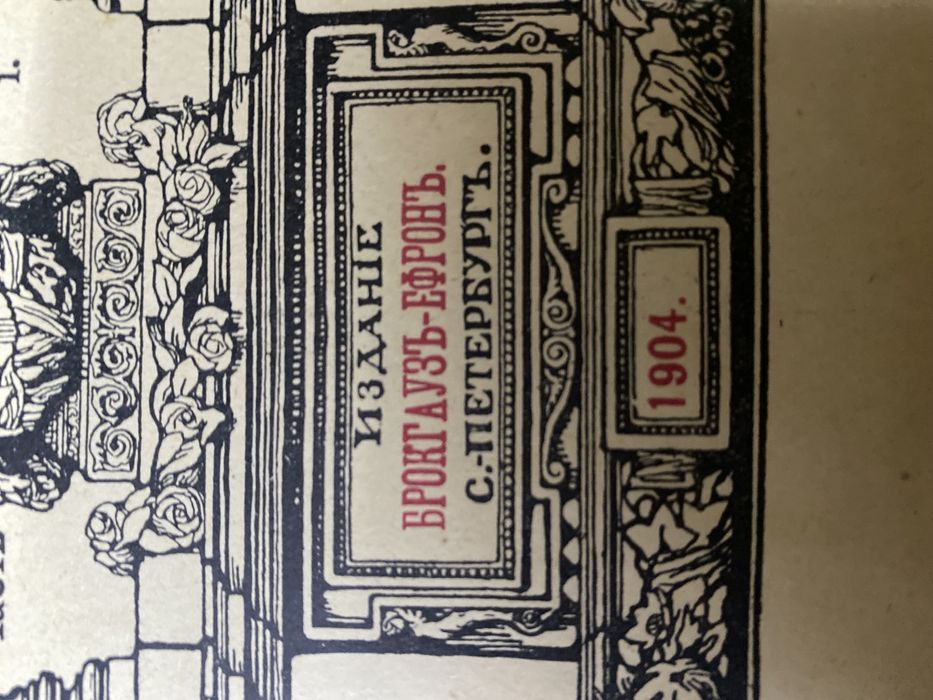 ИЗДАНІЕ
БРОКГАУЗЪ-ЕФРОНЪ.
С.-ПЕТЕРБУРГЪ.
1904.